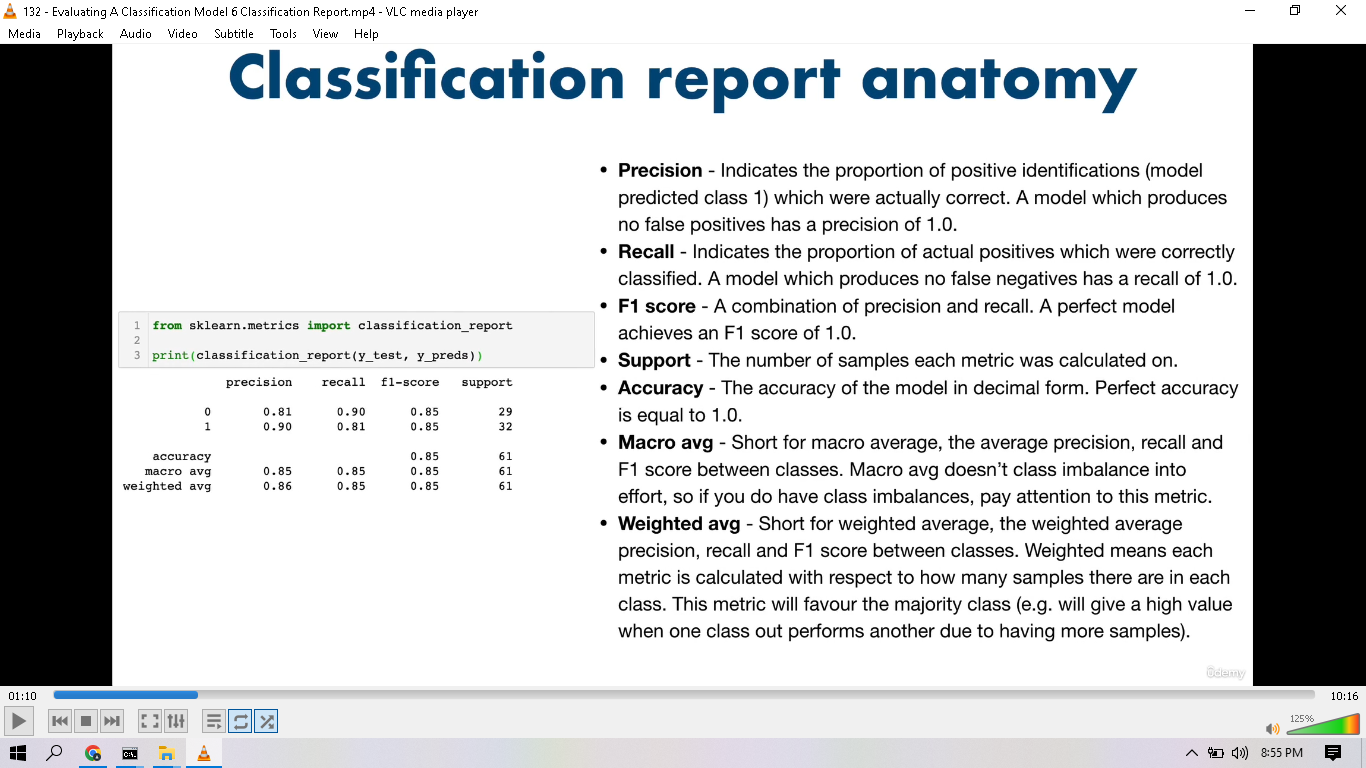 132 - Evaluating A Classification Model 6 Classification Report.mp4 - VLC media player
Media Playback Audio Video Subtitle Tools View Help
Classification report anatomy
1 from sklearn.metrics import classification_report
2
3 print(classification_report(y_test, y_preds))
precision recall f1-score support
0 0.81 0.90 0.85 29
1 0.90 0.81 0.85 32
accuracy 0.85 61
macro avg 0.85 0.85 0.85 61
weighted avg 0.86 0.85 0.85 61
• Precision - Indicates the proportion of positive identifications (model
predicted class 1) which were actually correct. A model which produces
no false positives has a precision of 1.0.
• Recall - Indicates the proportion of actual positives which were correctly
classified. A model which produces no false negatives has a recall of 1.0.
• F1 score - A combination of precision and recall. A perfect model
achieves an F1 score of 1.0.
• Support - The number of samples each metric was calculated on.
• Accuracy - The accuracy of the model in decimal form. Perfect accuracy
is equal to 1.0.
• Macro avg - Short for macro average, the average precision, recall and
F1 score between classes. Macro avg doesn’t class imbalance into
effort, so if you do have class imbalances, pay attention to this metric.
• Weighted avg - Short for weighted average, the weighted average
precision, recall and F1 score between classes. Weighted means each
metric is calculated with respect to how many samples there are in each
class. This metric will favour the majority class (e.g. will give a high value
when one class out performs another due to having more samples).
ûdemy
01:10 10:16
125%
8:55 PM